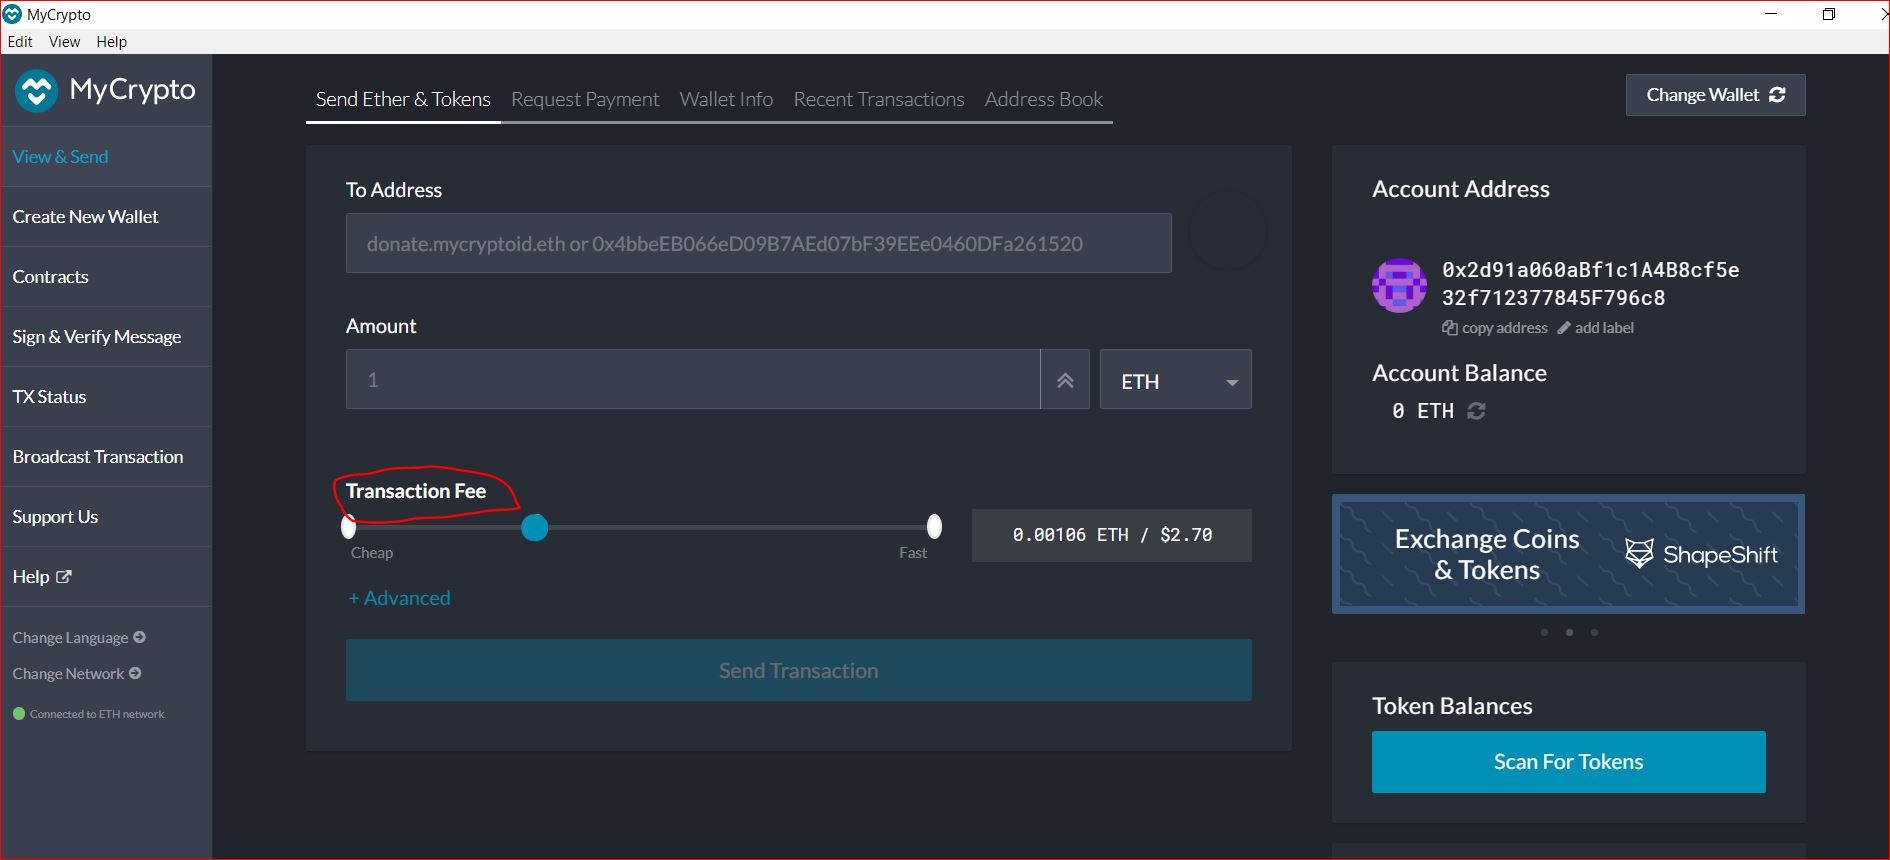 MyCrypto
Edit View Help
MyCrypto
View & Send
Create New Wallet
Contracts
Sign & Verify Message
TX Status
Broadcast Transaction
Support Us
Help
Change Language
Change Network
Connected to ETH network
Send Ether & Tokens Request Payment Wallet Info Recent Transactions Address Book
Change Wallet
To Address
donate.mycryptoid.eth or 0x4bbeEB066eD09B7AEd07bF39EEe0460DFa261520
Amount
1
ETH
Transaction Fee
Cheap Fast
0.00106 ETH / $2.70
+ Advanced
Send Transaction
Account Address
0x2d91a060aBf1c1A4B8cf5e
32f712377845F796c8
copy address add label
Account Balance
0 ETH
Exchange Coins
& Tokens
ShapeShift
Token Balances
Scan For Tokens